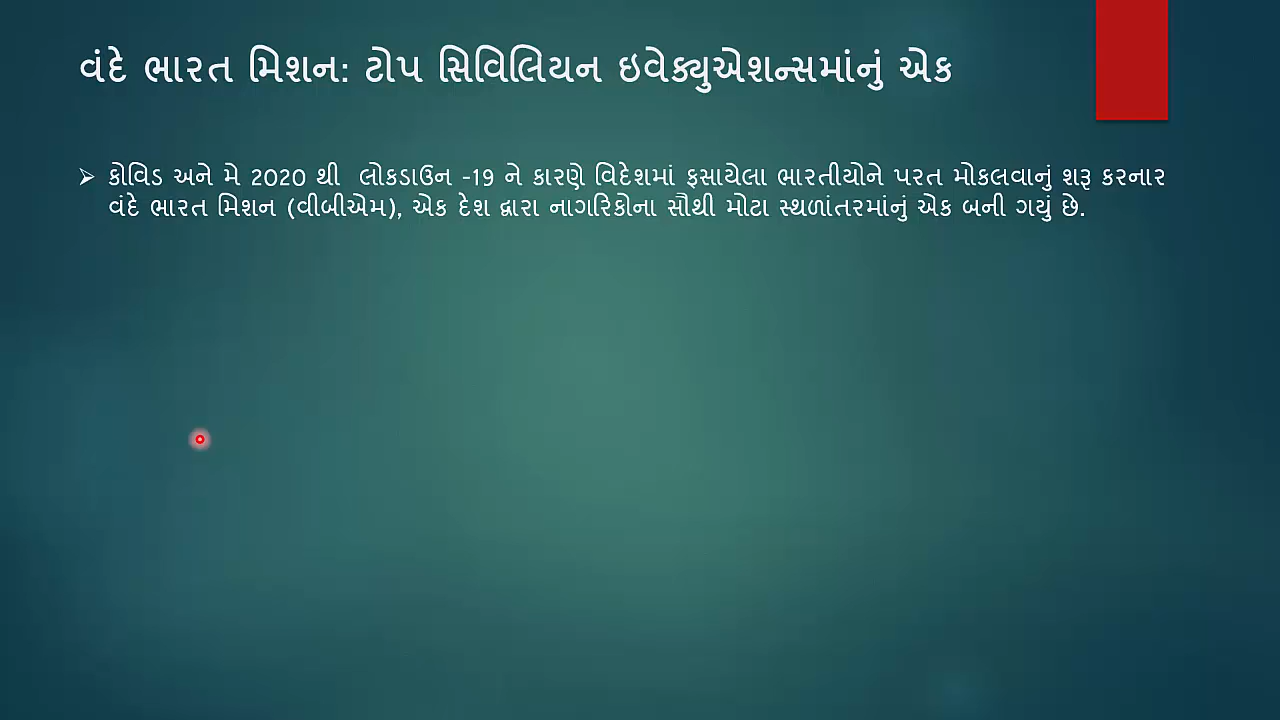 વંદે ભારત મિશન: ટોપ સિવિલિયન ઇવેક્યુએશન્સમાંનું એક
કોવિડ અને મે 2020 થી લોકડાઉન -19 ને કારણે વિદેશમાં ફસાયેલા ભારતીયોને પરત મોકલવાનું શરૂ કરનાર
વંદે ભારત મિશન (વીબીએમ), એક દેશ દ્વારા નાગરિકોના સૌથી મોટા સ્થળાંતરમાંનું એક બની ગયું છે.